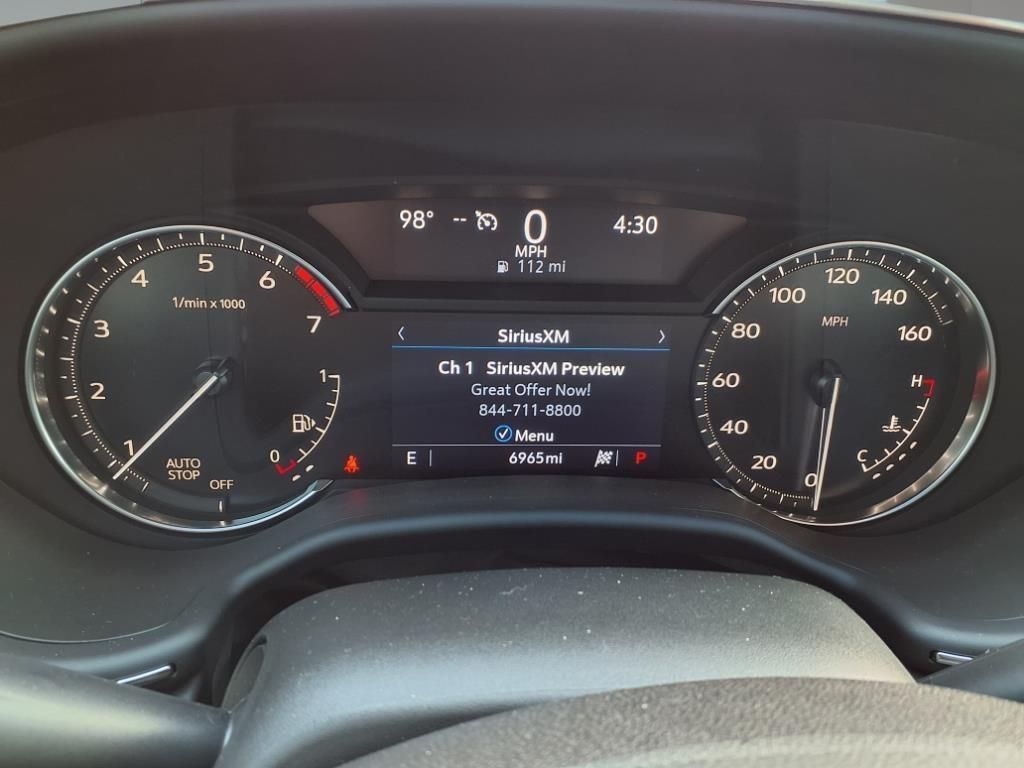 98° -- 0 4:30
MPH
112 mi
4 5 6
3 7
2
1
1/min x 1000
AUTO
STOP
OFF
1
0
‹ SiriusXM ›
Ch 1 SiriusXM Preview
Great Offer Now!
844-711-8800
Menu
E 6965mi P
0 20 40 60 80 100 120 140 160
MPH
H
C